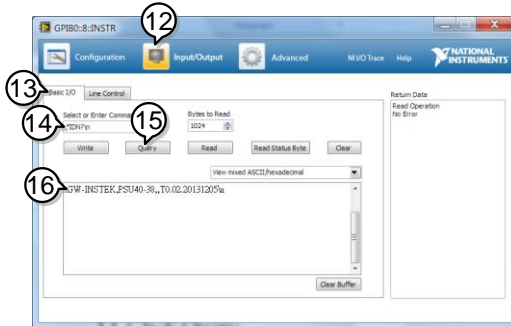 12
GPIB0::8::INSTR
Configuration
Input/Output
Advanced
NI I/O Trace
Help
NATIONAL
INSTRUMENTS
13
Basic I/O
Line Control
Return Data
Read Operation
No Error
14
Select or Enter Comma
Bytes to Read
15
*IDN?\n
1024
Write
Query
Read
Read Status Byte
Clear
View mixed ASCII/hexadecimal
16
GW-INSTEK,PSU40-38,,T0.02.20131205\n
Clear Buffer